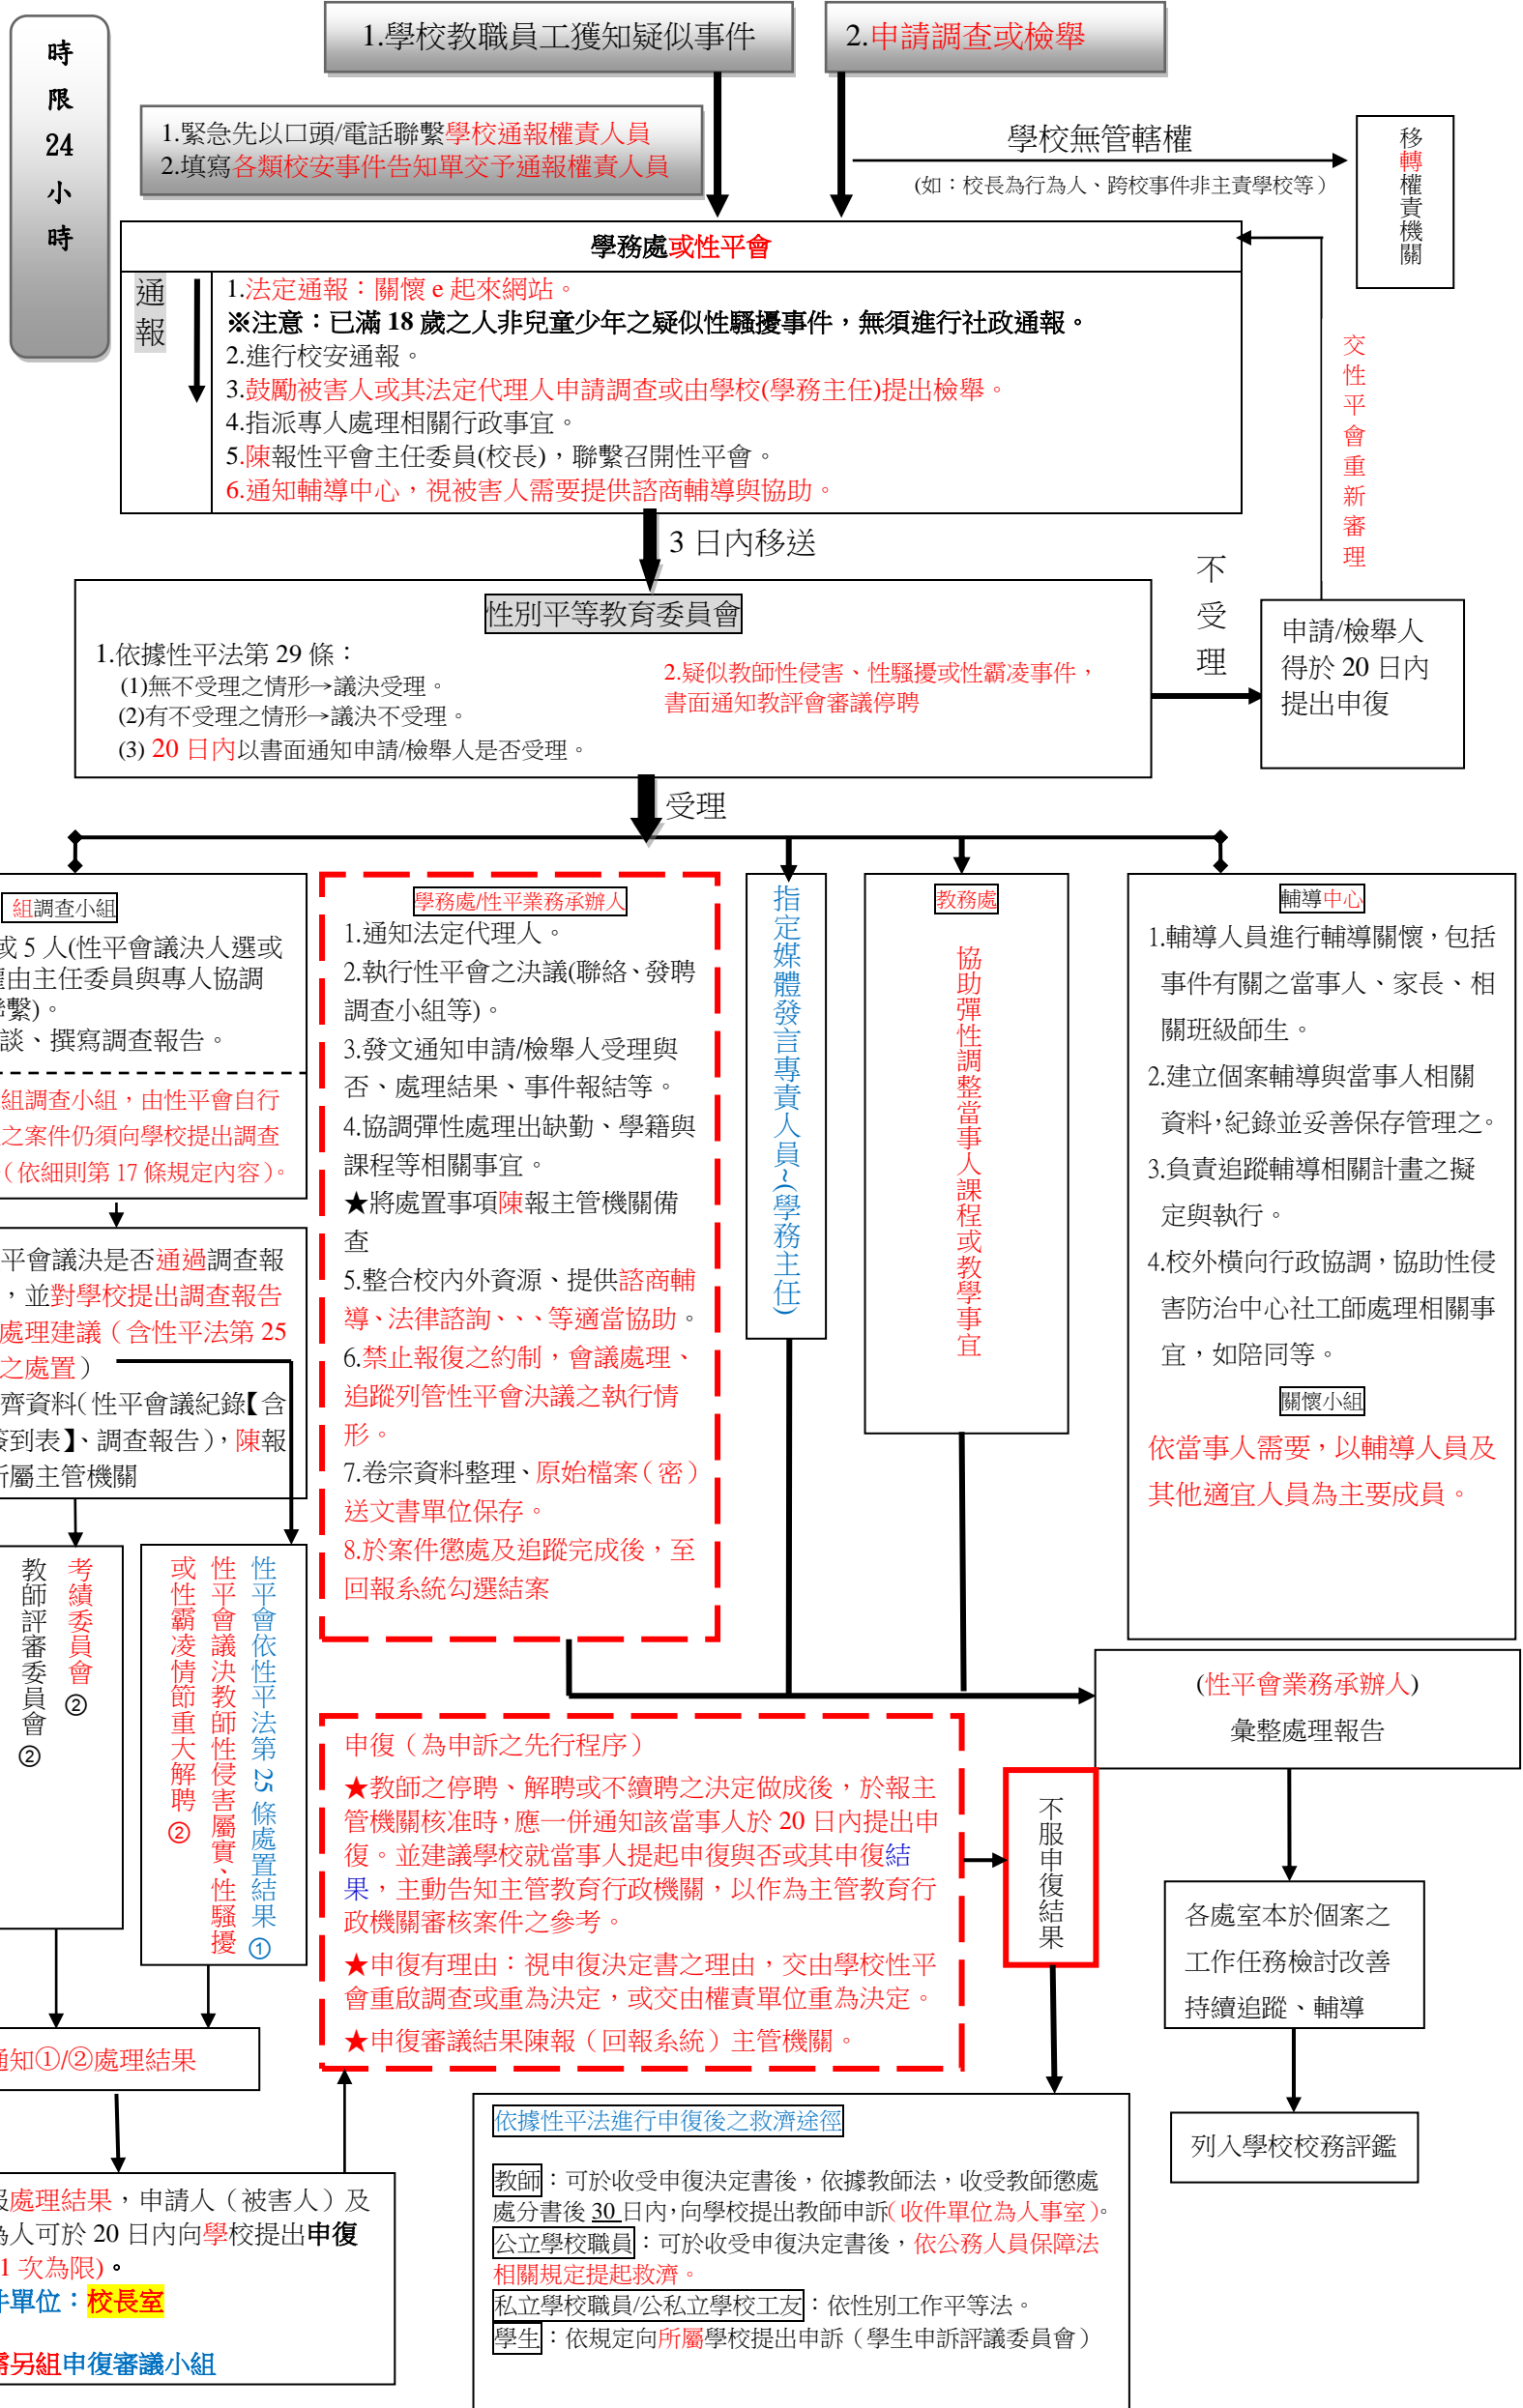 時
限
24
小
時
1.學校教職員工獲知疑似事件
2.申請調查或檢舉
1.緊急先以口頭/電話聯繫學校通報權責人員
2.填寫各類校安事件告知單交予通報權責人員
學校無管轄權
(如：校長為行為人、跨校事件非主責學校等）
移轉權責機關
學務處或性平會
通報
1.法定通報：關懷 e 起來網站。
※注意：已滿 18 歲之人非兒童少年之疑似性騷擾事件，無須進行社政通報。
2.進行校安通報。
3.鼓勵被害人或其法定代理人申請調查或由學校(學務主任)提出檢舉。
4.指派專人處理相關行政事宜。
5.陳報性平會主任委員(校長)，聯繫召開性平會。
6.通知輔導中心，視被害人需要提供諮商輔導與協助。
交性平會重新審理
3 日內移送
性別平等教育委員會
1.依據性平法第 29 條：
(1)無不受理之情形→議決受理。
(2)有不受理之情形→議決不受理。
(3) 20 日內以書面通知申請/檢舉人是否受理。
2.疑似教師性侵害、性騷擾或性霸凌事件，
書面通知教評會審議停聘
不受理
申請/檢舉人
得於 20 日內
提出申復
受理
組調查小組
或 5 人(性平會議決人選或
由主任委員與專人協調
繫)。
談、撰寫調查報告。
組調查小組，由性平會自行
之案件仍須向學校提出調查
（依細則第 17 條規定內容）。
平會議決是否通過調查報
，並對學校提出調查報告
處理建議（含性平法第 25
之處置）
齊資料（性平會議紀錄【含
簽到表】、調查報告），陳報
所屬主管機關
考績委員會②
教師評審委員會②
性平會依性平法第 25 條處置結果①
性平會議決教師性侵害屬實、性騷擾
或性霸凌情節重大解聘②
通知①/②處理結果
處理結果，申請人（被害人）及
為人可於 20 日內向學校提出申復
1 次為限)。
件單位：校長室
需另組申復審議小組
學務處/性平業務承辦人
1.通知法定代理人。
2.執行性平會之決議(聯絡、發聘
調查小組等)。
3.發文通知申請/檢舉人受理與
否、處理結果、事件報結等。
4.協調彈性處理出缺勤、學籍與
課程等相關事宜。
★將處置事項陳報主管機關備
查
5.整合校內外資源、提供諮商輔
導、法律諮詢、、、等適當協助。
6.禁止報復之約制，會議處理、
追蹤列管性平會決議之執行情
形。
7.卷宗資料整理、原始檔案（密）
送文書單位保存。
8.於案件懲處及追蹤完成後，至
回報系統勾選結案
指定媒體發言專責人員~(學務主任)
教務處
協助彈性調整當事人課程或教學事宜
輔導中心
1.輔導人員進行輔導關懷，包括
事件有關之當事人、家長、相
關班級師生。
2.建立個案輔導與當事人相關
資料，紀錄並妥善保存管理之。
3.負責追蹤輔導相關計畫之擬
定與執行。
4.校外橫向行政協調，協助性侵
害防治中心社工師處理相關事
宜，如陪同等。
關懷小組
依當事人需要，以輔導人員及
其他適宜人員為主要成員。
(性平會業務承辦人)
彙整處理報告
申復（為申訴之先行程序）
★教師之停聘、解聘或不續聘之決定做成後，於報主
管機關核准時，應一併通知該當事人於 20 日內提出申
復。並建議學校就當事人提起申復與否或其申復結
果，主動告知主管教育行政機關，以作為主管教育行
政機關審核案件之參考。
★申復有理由：視申復決定書之理由，交由學校性平
會重啟調查或重為決定，或交由權責單位重為決定。
★申復審議結果陳報（回報系統）主管機關。
不服申復結果
各處室本於個案之
工作任務檢討改善
持續追蹤、輔導
列入學校校務評鑑
依據性平法進行申復後之救濟途徑
教師：可於收受申復決定書後，依據教師法，收受教師懲處
處分書後 30 日內，向學校提出教師申訴（收件單位為人事室）。
公立學校職員：可於收受申復決定書後，依公務人員保障法
相關規定提起救濟。
私立學校職員/公私立學校工友：依性別工作平等法。
學生：依規定向所屬學校提出申訴（學生申訴評議委員會）